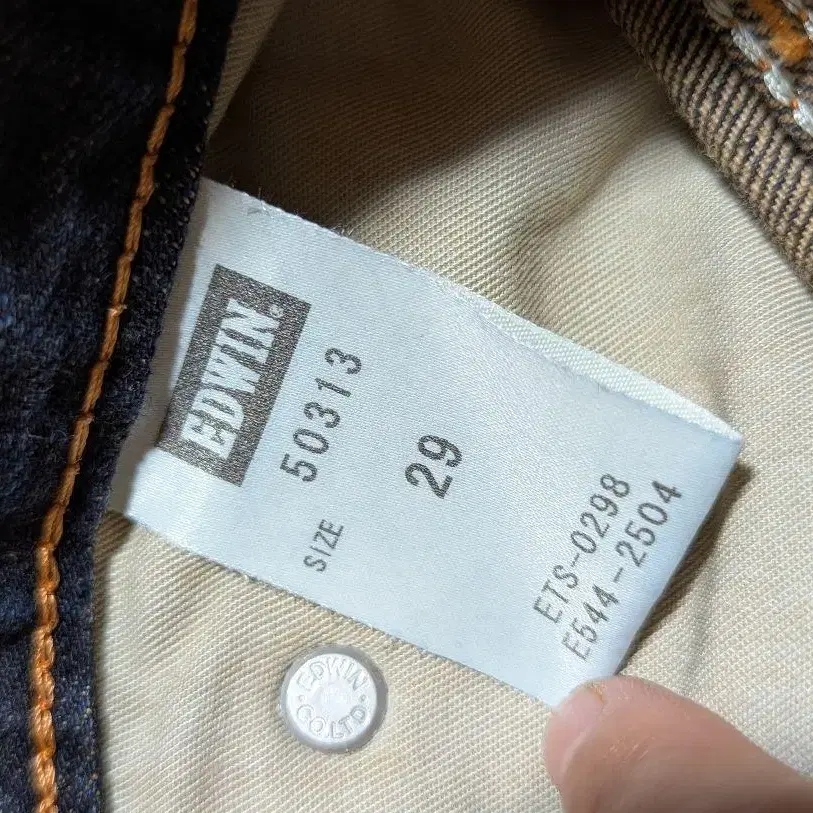 EDWIN®
50313
SIZE
29
ETS-0298
E544-2504
EDWIN
CO.LTD